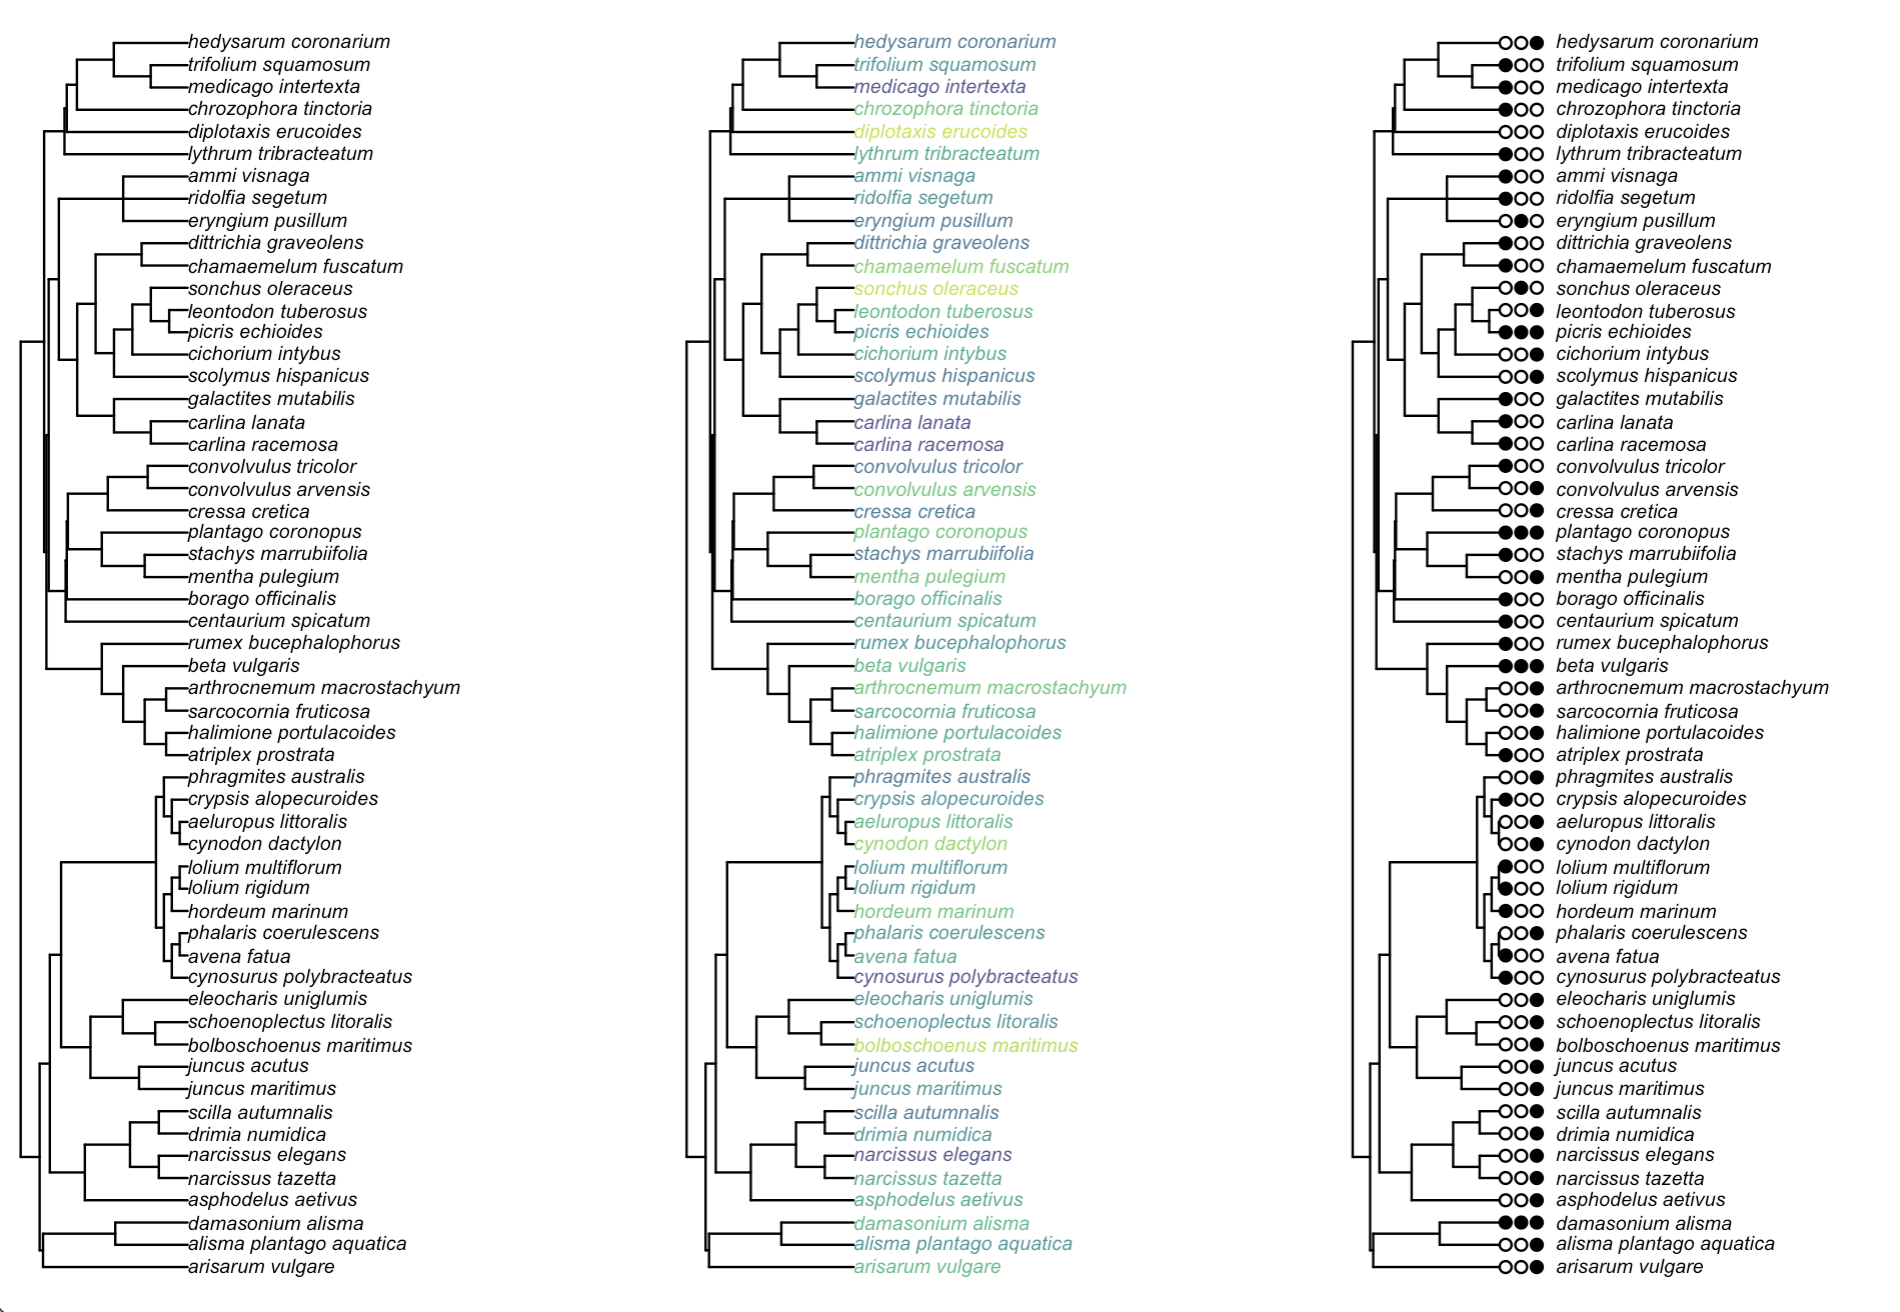 hedysarum coronarium hedysarum coronarium hedysarum coronarium
trifolium squamosum trifolium squamosum trifolium squamosum
medicago intertexta medicago intertexta medicago intertexta
chrozophora tinctoria chrozophora tinctoria chrozophora tinctoria
diplotaxis erucoides diplotaxis erucoides diplotaxis erucoides
lythrum tribracteatum lythrum tribracteatum lythrum tribracteatum
ammi visnaga ammi visnaga ammi visnaga
ridolfia segetum ridolfia segetum ridolfia segetum
eryngium pusillum eryngium pusillum eryngium pusillum
dittrichia graveolens dittrichia graveolens dittrichia graveolens
chamaemelum fuscatum chamaemelum fuscatum chamaemelum fuscatum
sonchus oleraceus sonchus oleraceus sonchus oleraceus
leontodon tuberosus leontodon tuberosus leontodon tuberosus
picris echioides picris echioides picris echioides
cichorium intybus cichorium intybus cichorium intybus
scolymus hispanicus scolymus hispanicus scolymus hispanicus
galactites mutabilis galactites mutabilis galactites mutabilis
carlina lanata carlina lanata carlina lanata
carlina racemosa carlina racemosa carlina racemosa
convolvulus tricolor convolvulus tricolor convolvulus tricolor
convolvulus arvensis convolvulus arvensis convolvulus arvensis
cressa cretica cressa cretica cressa cretica
plantago coronopus plantago coronopus plantago coronopus
stachys marrubiifolia stachys marrubiifolia stachys marrubiifolia
mentha pulegium mentha pulegium mentha pulegium
borago officinalis borago officinalis borago officinalis
centaurium spicatum centaurium spicatum centaurium spicatum
rumex bucephalophorus rumex bucephalophorus rumex bucephalophorus
beta vulgaris beta vulgaris beta vulgaris
arthrocnemum macrostachyum arthrocnemum macrostachyum arthrocnemum macrostachyum
sarcocornia fruticosa sarcocornia fruticosa sarcocornia fruticosa
halimione portulacoides halimione portulacoides halimione portulacoides
atriplex prostrata atriplex prostrata atriplex prostrata
phragmites australis phragmites australis phragmites australis
crypsis alopecuroides crypsis alopecuroides crypsis alopecuroides
aeluropus littoralis aeluropus littoralis aeluropus littoralis
cynodon dactylon cynodon dactylon cynodon dactylon
lolium multiflorum lolium multiflorum lolium multiflorum
lolium rigidum lolium rigidum lolium rigidum
hordeum marinum hordeum marinum hordeum marinum
phalaris coerulescens phalaris coerulescens phalaris coerulescens
avena fatua avena fatua avena fatua
cynosurus polybracteatus cynosurus polybracteatus cynosurus polybracteatus
eleocharis uniglumis eleocharis uniglumis eleocharis uniglumis
schoenoplectus litoralis schoenoplectus litoralis schoenoplectus litoralis
bolboschoenus maritimus bolboschoenus maritimus bolboschoenus maritimus
juncus acutus juncus acutus juncus acutus
juncus maritimus juncus maritimus juncus maritimus
scilla autumnalis scilla autumnalis scilla autumnalis
drimia numidica drimia numidica drimia numidica
narcissus elegans narcissus elegans narcissus elegans
narcissus tazetta narcissus tazetta narcissus tazetta
asphodelus aetivus asphodelus aetivus asphodelus aetivus
damasonium alisma damasonium alisma damasonium alisma
alisma plantago aquatica alisma plantago aquatica alisma plantago aquatica
arisarum vulgare arisarum vulgare arisarum vulgare